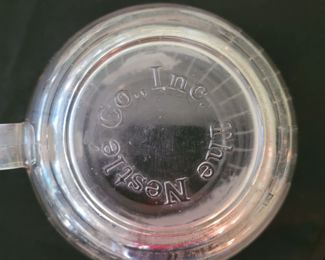 The Nestle Co., Inc.